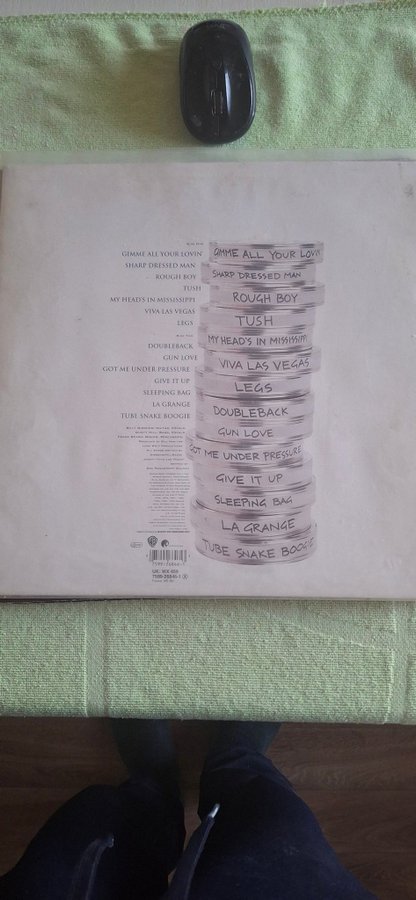 GIMME ALL YOUR LOVIN'
SHARP DRESSED MAN
ROUGH BOY
TUSH
MY HEAD'S IN MISSISSIPPI
VIVA LAS VEGAS
LEGS
DOUBLEBACK
GUN LOVE
GOT ME UNDER PRESSURE
GIVE IT UP
SLEEPING BAG
LA GRANGE
TUBE SNAKE BOOGIE
GIMME ALL YOUR LOVIN'
SHARP DRESSED MAN
ROUGH BOY
TUSH
MY HEAD'S IN MISSISSIPPI
VIVA LAS VEGAS
LEGS
DOUBLEBACK
GUN LOVE
GOT ME UNDER PRESSURE
GIVE IT UP
SLEEPING BAG
LA GRANGE
TUBE SNAKE BOOGIE